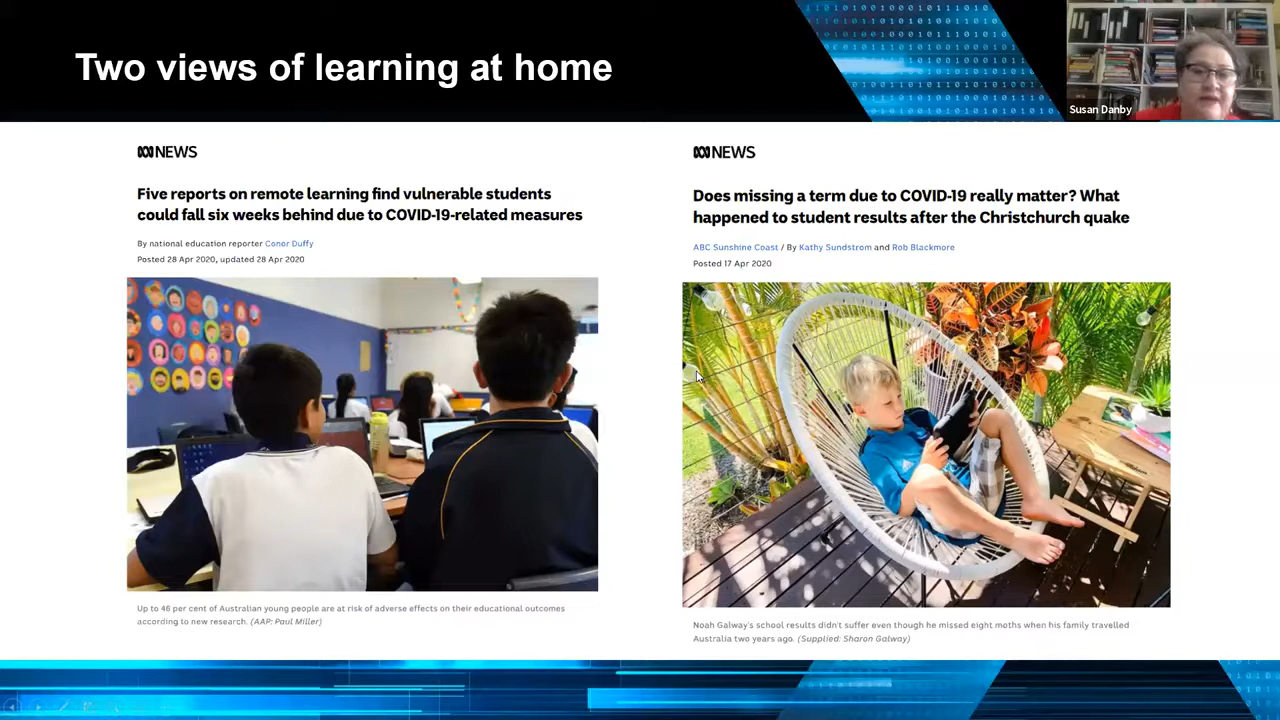 Two views of learning at home
Susan Danby
NEWS
Five reports on remote learning find vulnerable students
could fall six weeks behind due to COVID-19-related measures
By national education reporter Conor Duffy
Posted 28 Apr 2020, updated 28 Apr 2020
Up to 46 per cent of Australian young people are at risk of adverse effects on their educational outcomes
according to new research. (AAP: Paul Miller)
NEWS
Does missing a term due to COVID-19 really matter? What
happened to student results after the Christchurch quake
ABC Sunshine Coast / By Kathy Sundstrom and Rob Blackmore
Posted 17 Apr 2020
Noah Galway's school results didn't suffer even though he missed eight moths when his family travelled
Australia two years ago. (Supplied: Sharon Galway)